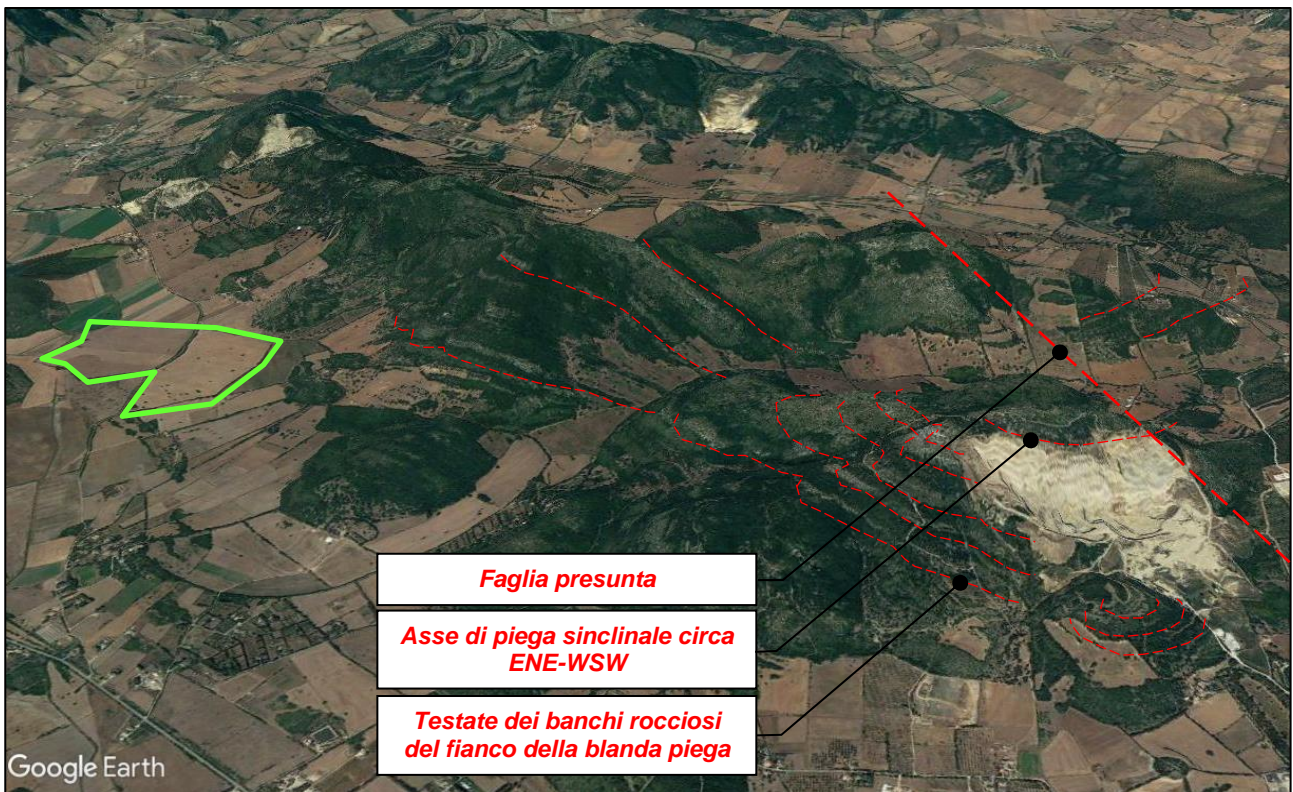 Faglia presunta
Asse di piega sinclinale circa
ENE-WSW
Testate dei banchi rocciosi
del fianco della blanda piega
Google Earth